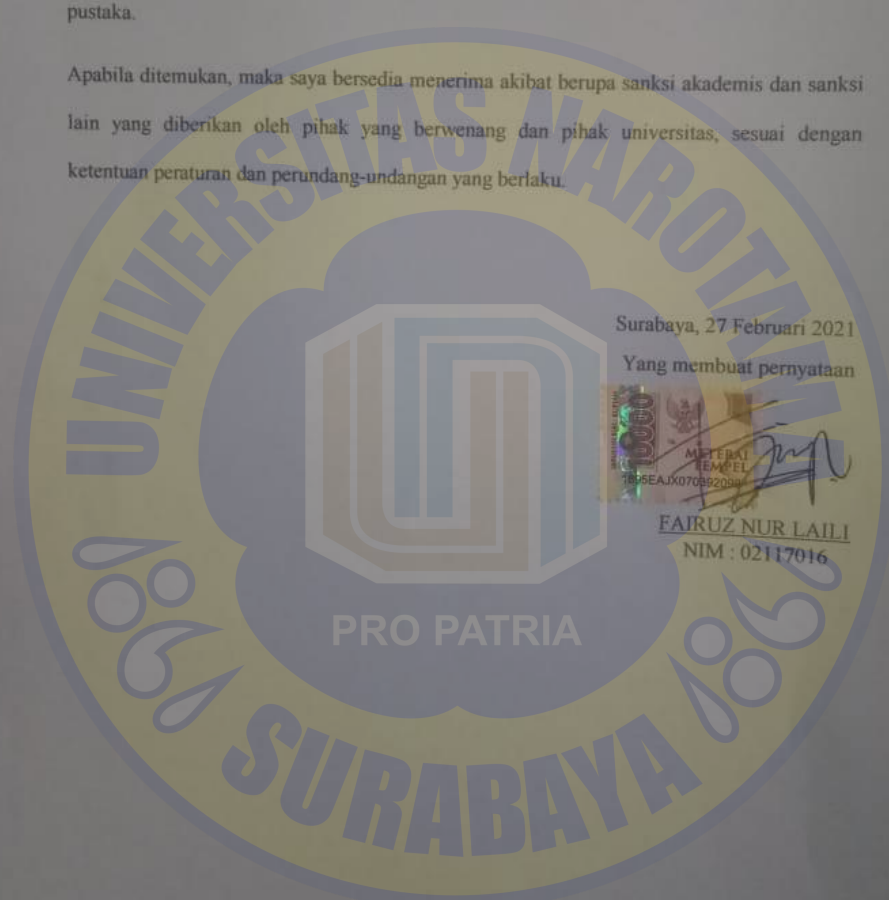 pustaka.
Apabila ditemukan, maka saya bersedia menerima akibat berupa sanksi akademis dan sanksi
lain yang diberikan oleh pihak yang berwenang dan pihak universitas, sesuai dengan
ketentuan peraturan dan perundang-undangan yang berlaku.
UNIVERSITAS NAROTAMA
Surabaya, 27 Februari 2021
Yang membuat pernyataan
10000
METERAI
TEMPEL
FAIRUZ NUR LAILI
NIM : 02117016
PRO PATRIA
SURABAYA